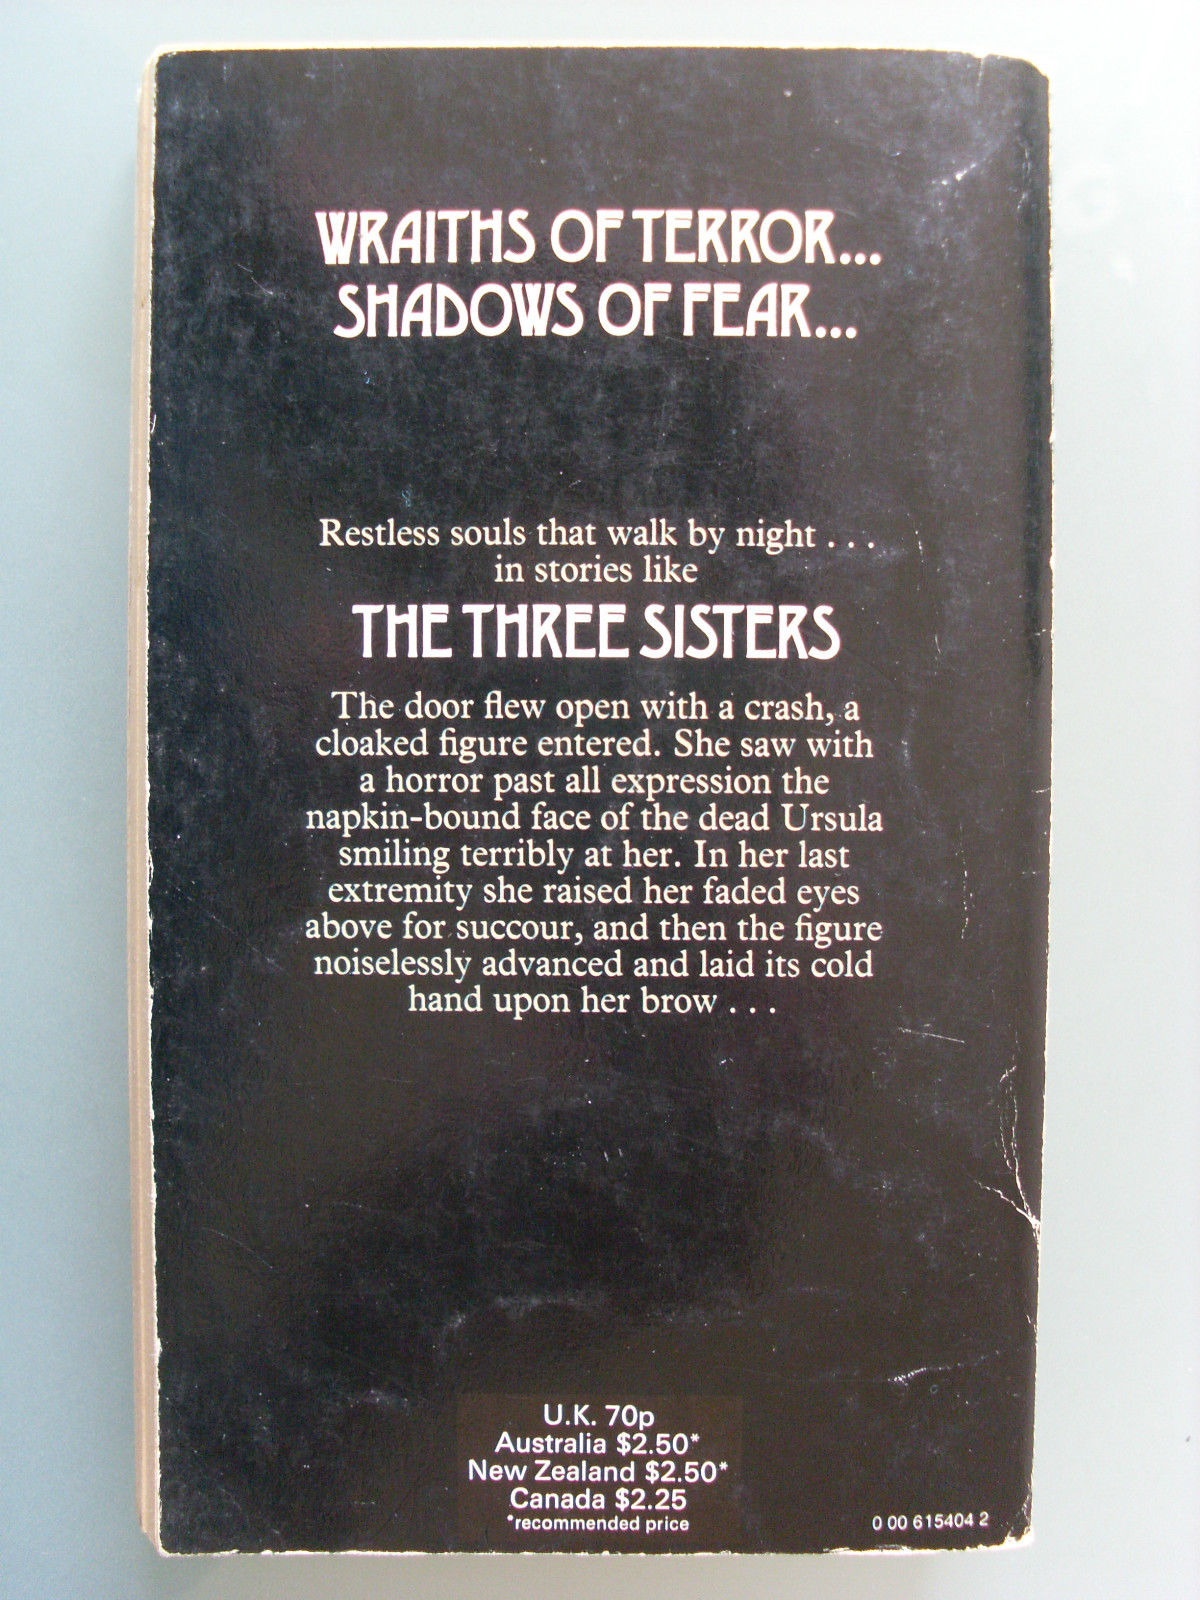 WRAITHS OF TERROR...
SHADOWS OF FEAR...
Restless souls that walk by night . . .
in stories like
THE THREE SISTERS
The door flew open with a crash, a
cloaked figure entered. She saw with
a horror past all expression the
napkin-bound face of the dead Ursula
smiling terribly at her. In her last
extremity she raised her faded eyes
above for succour, and then the figure
noiselessly advanced and laid its cold
hand upon her brow . . .
U.K. 70p
Australia $2.50*
New Zealand $2.50*
Canada $2.25
*recommended price
0 00 615404 2